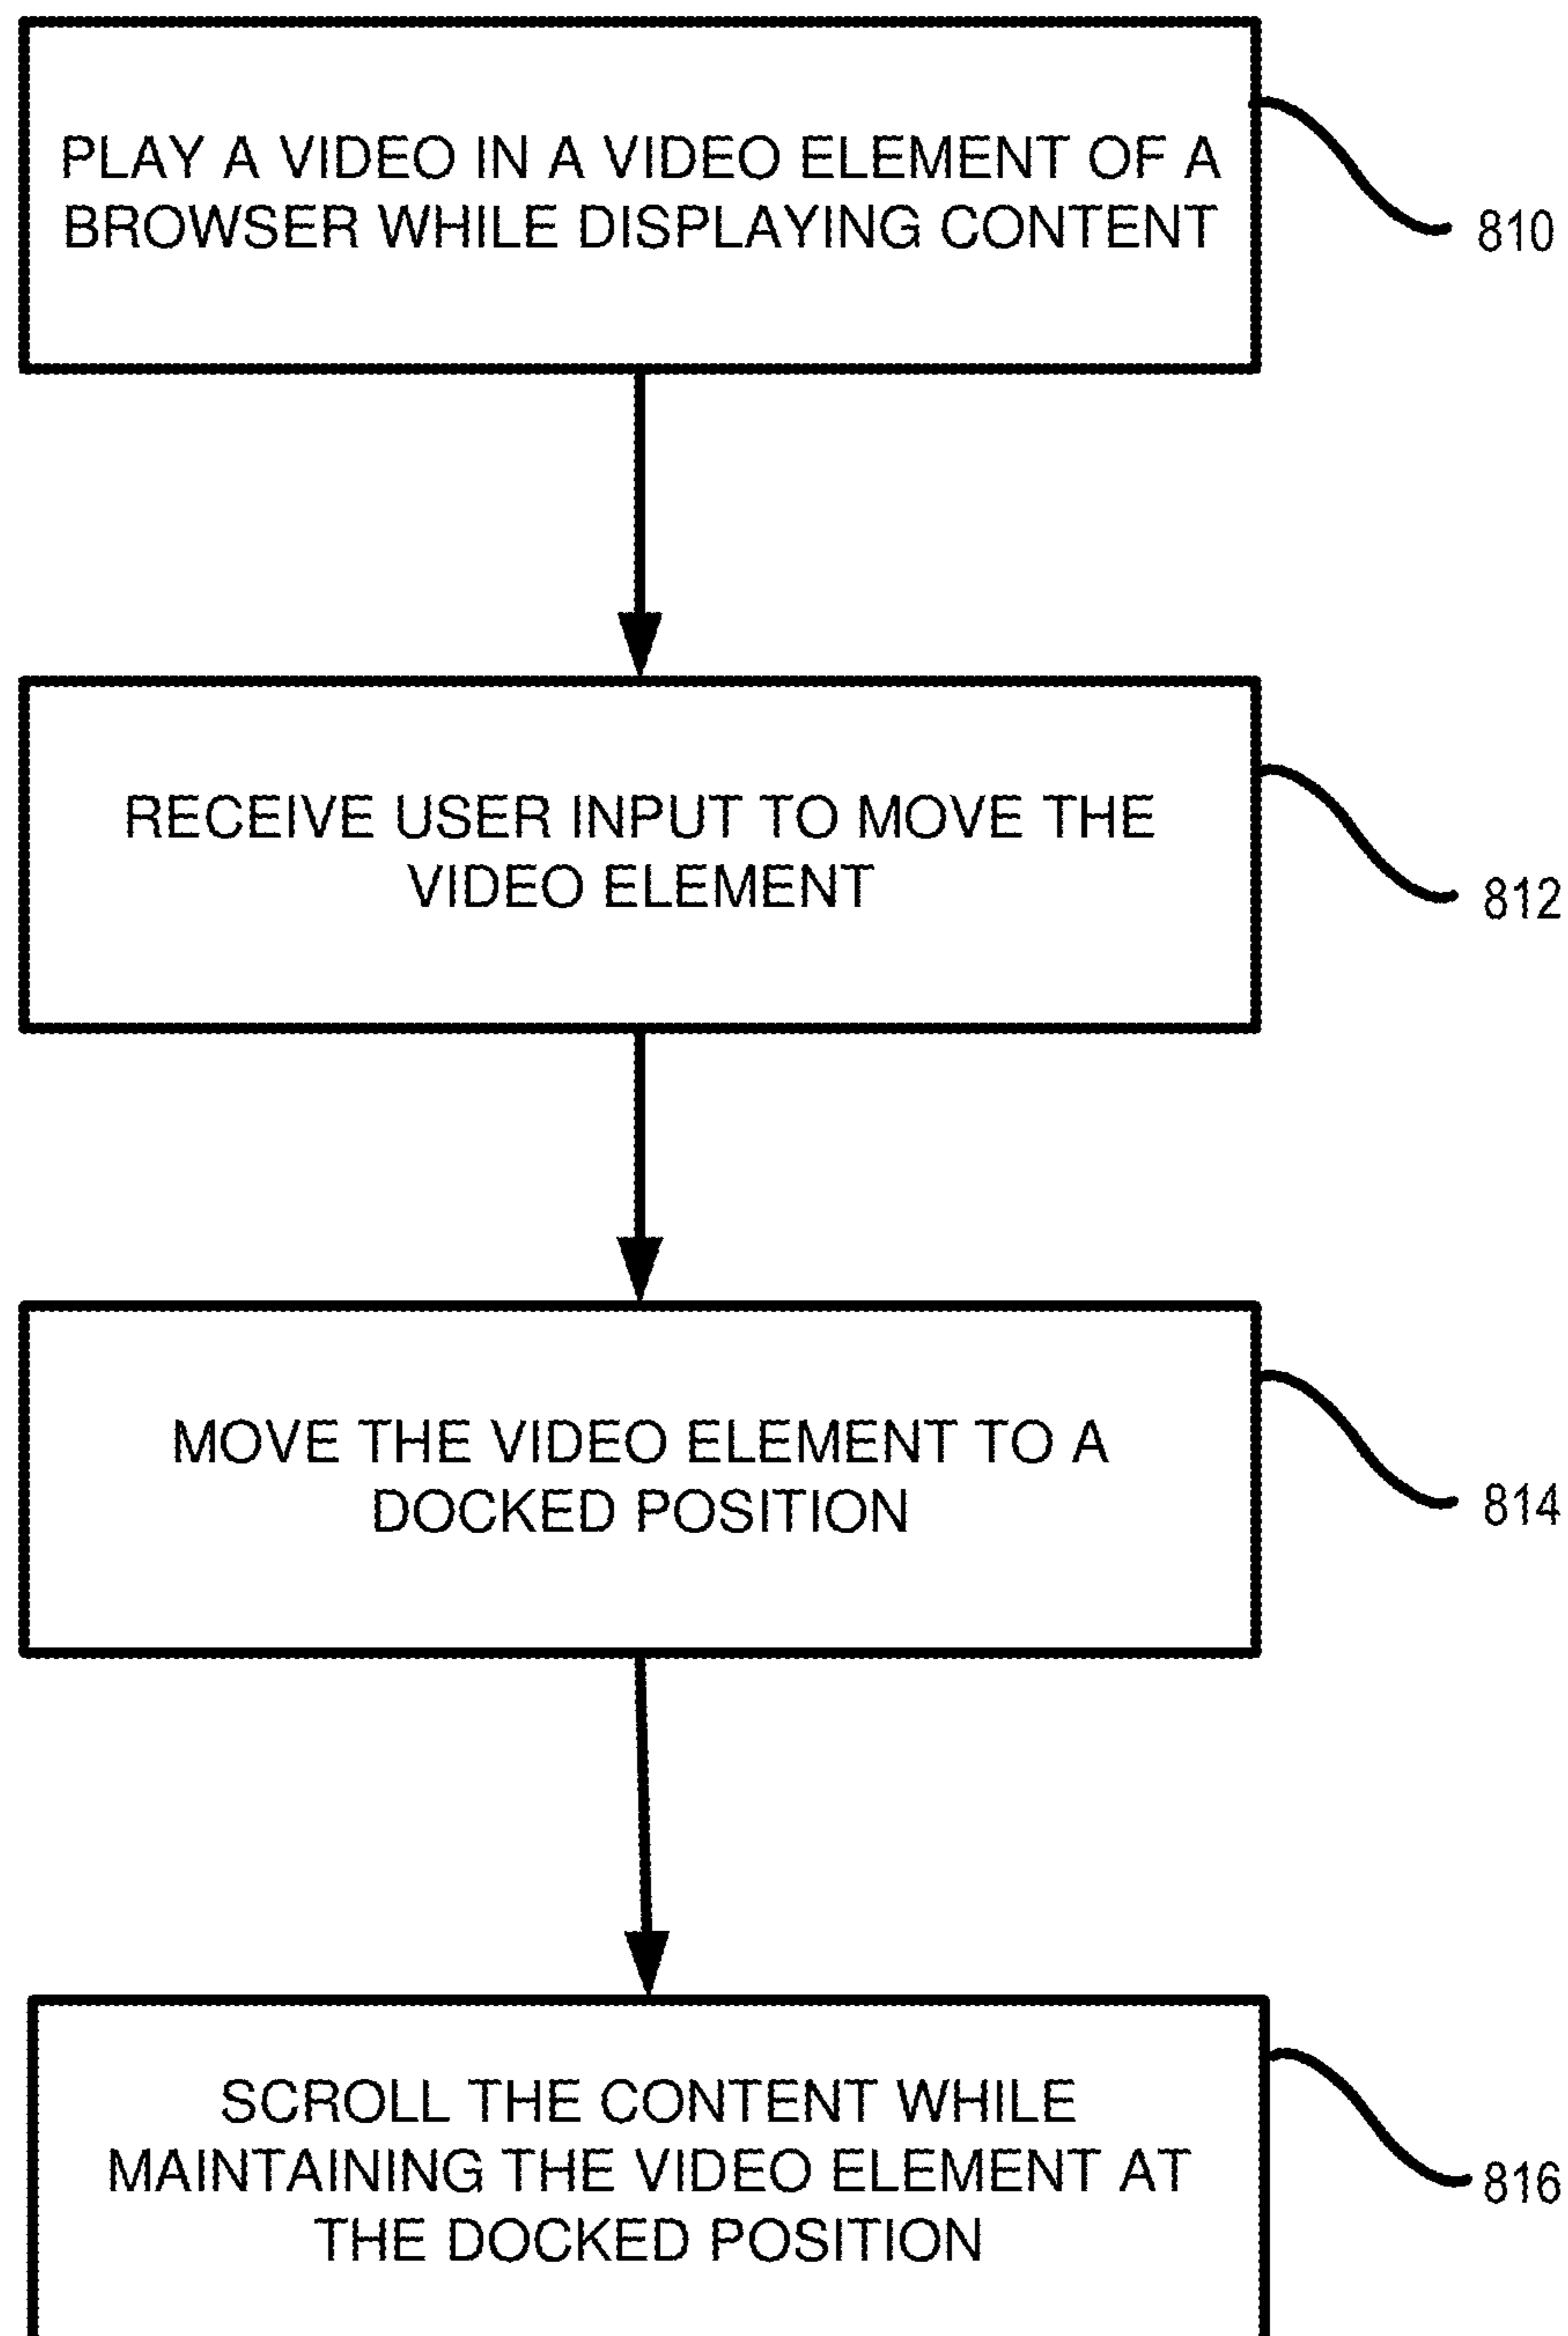 PLAY A VIDEO IN A VIDEO ELEMENT OF A
BROWSER WHILE DISPLAYING CONTENT
810
RECEIVE USER INPUT TO MOVE THE
VIDEO ELEMENT
812
MOVE THE VIDEO ELEMENT TO A
DOCKED POSITION
814
SCROLL THE CONTENT WHILE
MAINTAINING THE VIDEO ELEMENT AT
THE DOCKED POSITION
816